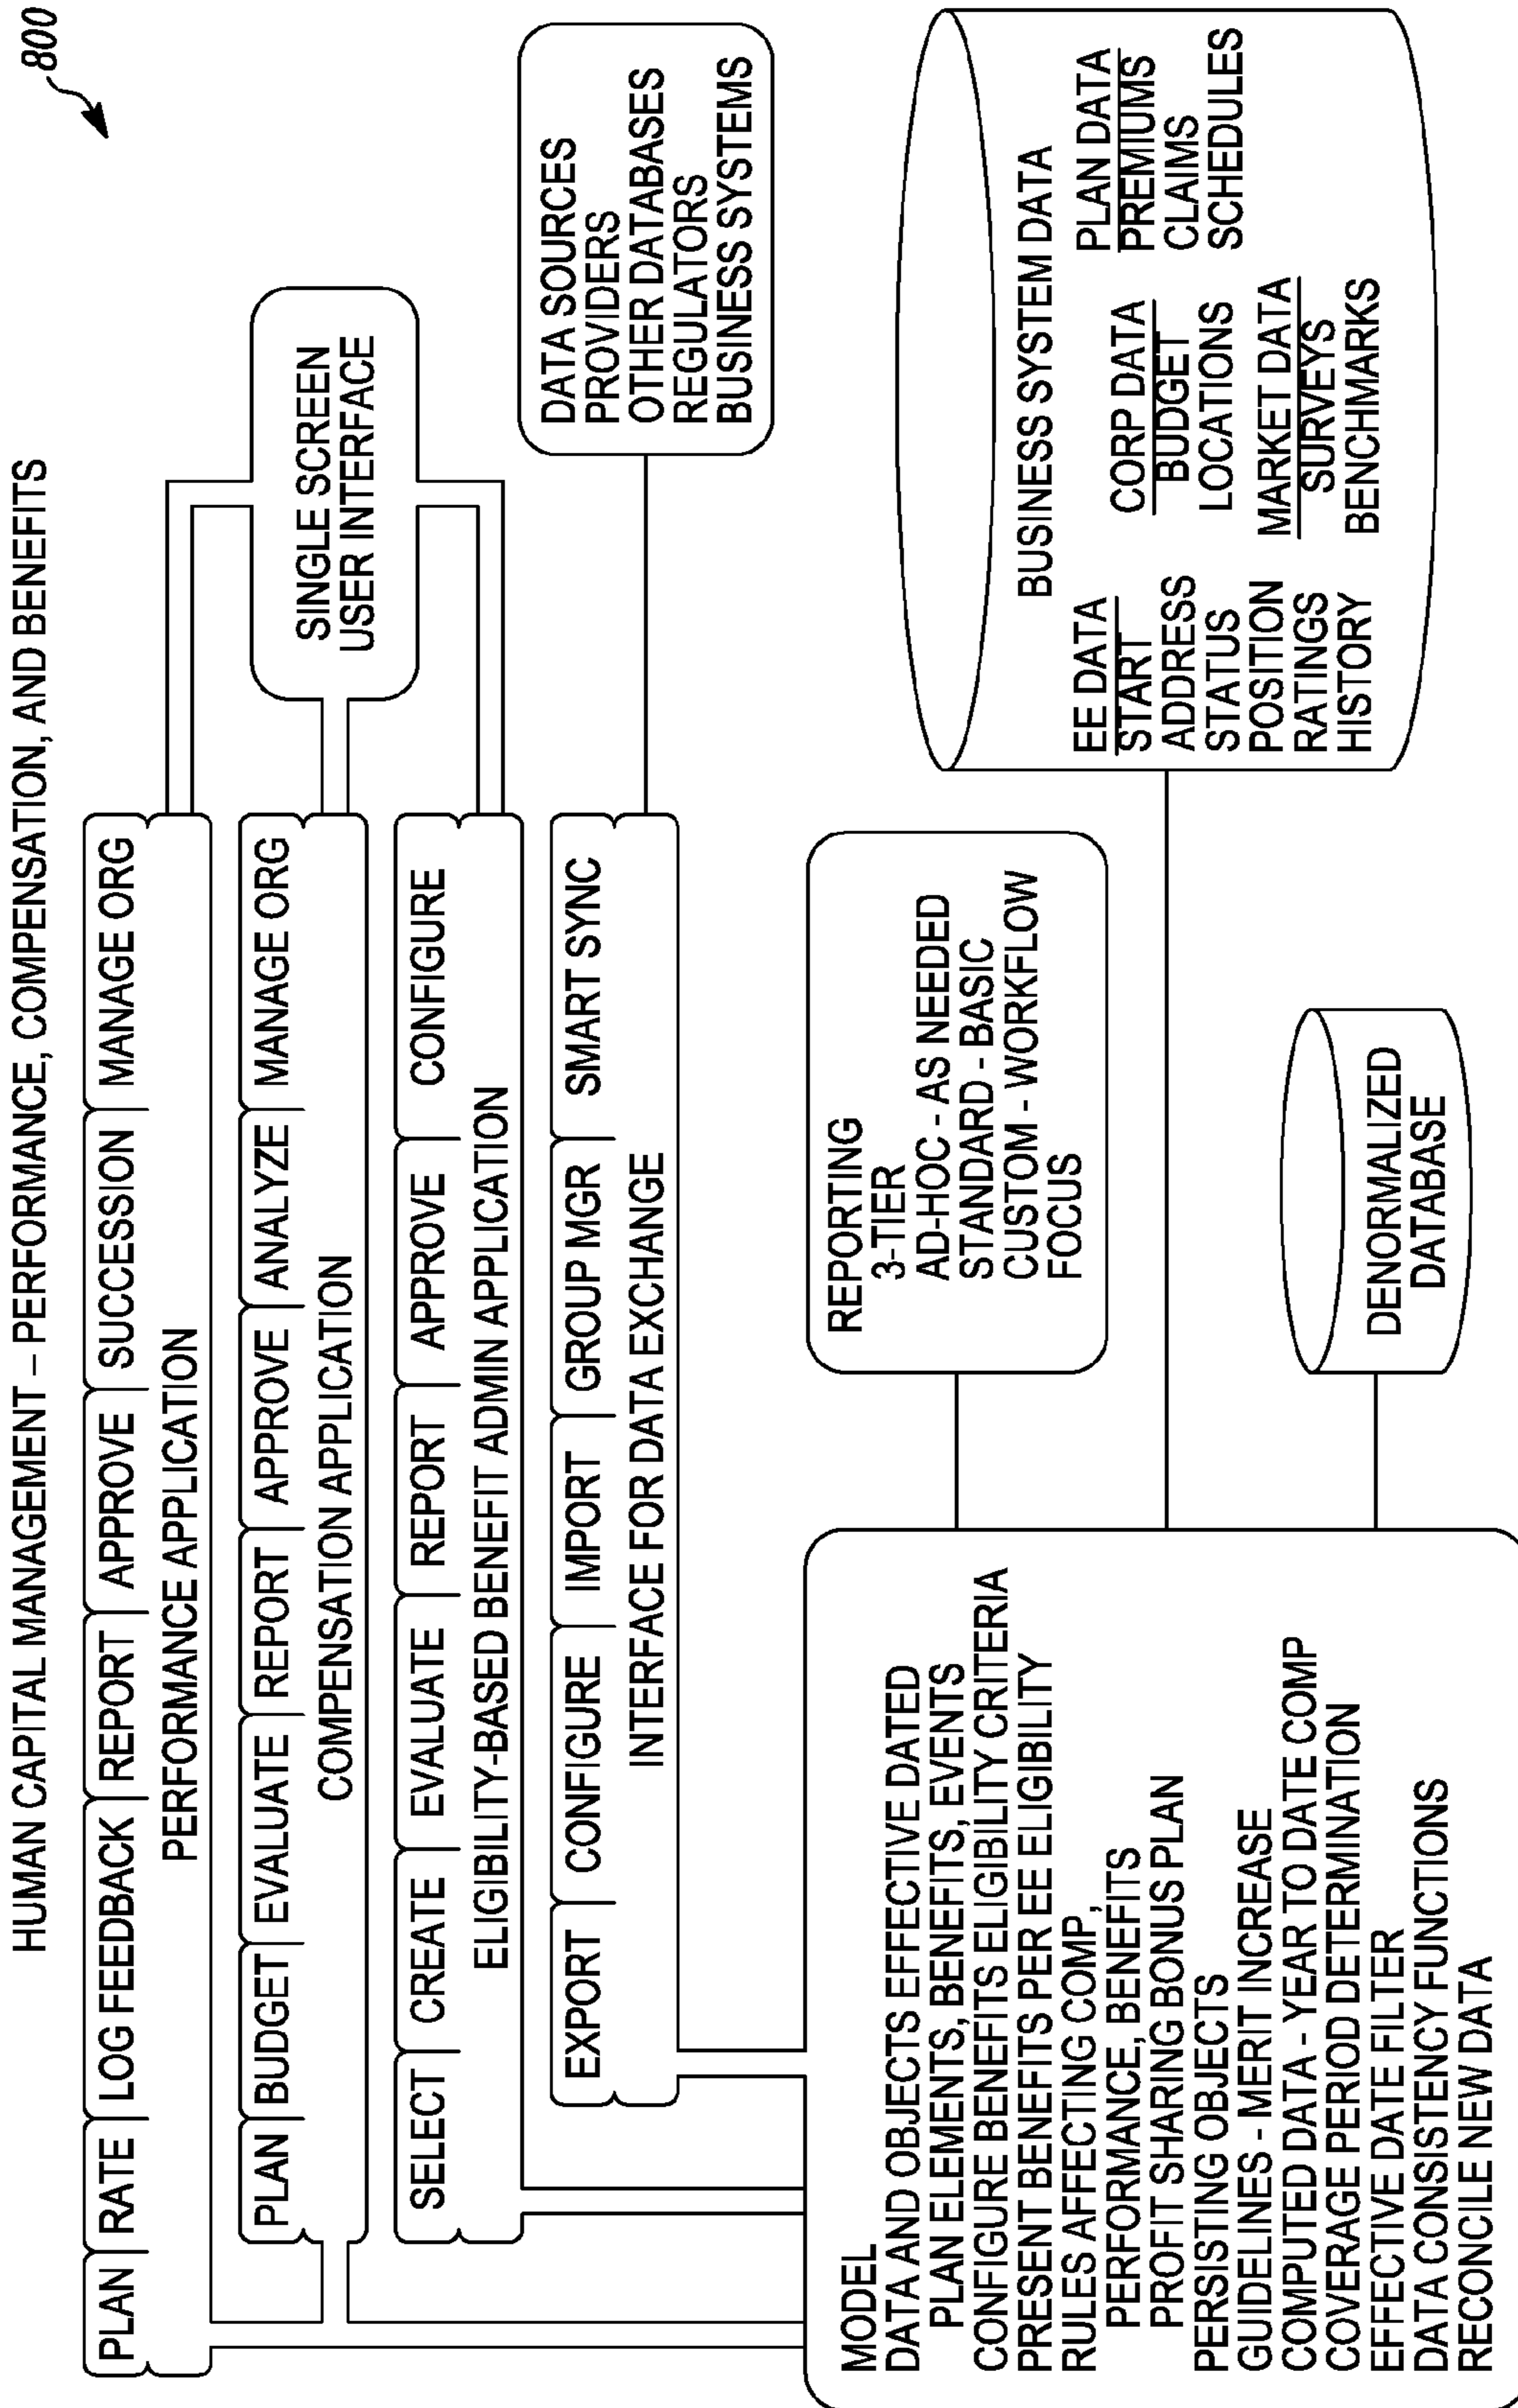 HUMAN CAPITAL MANAGEMENT – PERFORMANCE, COMPENSATION, AND BENEFITS
800
PLAN RATE LOG FEEDBACK REPORT APPROVE SUCCESSION MANAGE ORG
PERFORMANCE APPLICATION
PLAN BUDGET EVALUATE REPORT APPROVE ANALYZE MANAGE ORG
COMPENSATION APPLICATION
SELECT CREATE EVALUATE REPORT APPROVE CONFIGURE
ELIGIBILITY-BASED BENEFIT ADMIN APPLICATION
EXPORT CONFIGURE IMPORT GROUP MGR SMART SYNC
INTERFACE FOR DATA EXCHANGE
SINGLE SCREEN
USER INTERFACE
DATA SOURCES
PROVIDERS
OTHER DATABASES
REGULATORS
BUSINESS SYSTEMS
MODEL
DATA AND OBJECTS EFFECTIVE DATED
PLAN ELEMENTS, BENEFITS, EVENTS
CONFIGURE BENEFITS ELIGIBILITY CRITERIA
PRESENT BENEFITS PER EE ELIGIBILITY
RULES AFFECTING COMP,
PERFORMANCE, BENEFITS
PROFIT SHARING BONUS PLAN
PERSISTING OBJECTS
GUIDELINES - MERIT INCREASE
COMPUTED DATA - YEAR TO DATE COMP
COVERAGE PERIOD DETERMINATION
EFFECTIVE DATE FILTER
DATA CONSISTENCY FUNCTIONS
RECONCILE NEW DATA
REPORTING
3-TIER
AD-HOC - AS NEEDED
STANDARD - BASIC
CUSTOM - WORKFLOW
FOCUS
DENORMALIZED
DATABASE
BUSINESS SYSTEM DATA
EE DATA
START
ADDRESS
STATUS
POSITION
RATINGS
HISTORY
CORP DATA
BUDGET
LOCATIONS
MARKET DATA
SURVEYS
BENCHMARKS
PLAN DATA
PREMIUMS
CLAIMS
SCHEDULES